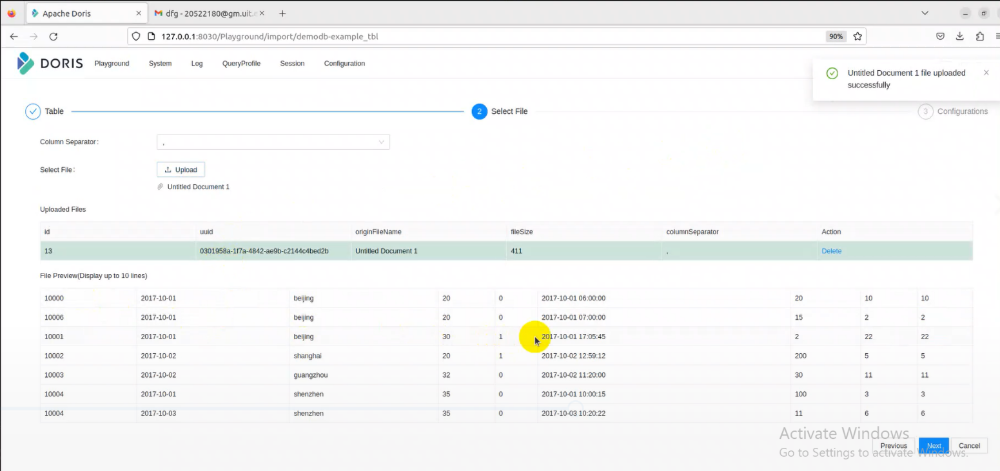 Apache Doris
dfg - 20522180@gm.uit.e
127.0.0.1:8030/Playground/import/demodb-example_tbl
90%
DORIS
Playground System Log QueryProfile Session Configuration
Untitled Document 1 file uploaded
successfully
Table
2 Select File
3 Configurations
Column Separator:
,
Select File:
Upload
Untitled Document 1
Uploaded Files
id uuid originFileName fileSize columnSeparator Action
13 0301958a-1f7a-4842-ae9b-c2144c4bed2b Untitled Document 1 411 , Delete
File Preview(Display up to 10 lines)
10000 2017-10-01 beijing 20 0 2017-10-01 06:00:00 20 10 10
10006 2017-10-01 beijing 20 0 2017-10-01 07:00:00 15 2 2
10001 2017-10-01 beijing 30 1 2017-10-01 17:05:45 2 22 22
10002 2017-10-02 shanghai 20 1 2017-10-02 12:59:12 200 5 5
10003 2017-10-02 guangzhou 32 0 2017-10-02 11:20:00 30 11 11
10004 2017-10-01 shenzhen 35 0 2017-10-01 10:00:15 100 3 3
10004 2017-10-03 shenzhen 35 0 2017-10-03 10:20:22 11 6 6
Activate Windows
Previous Next Cancel
Go to Settings to activate Windows.